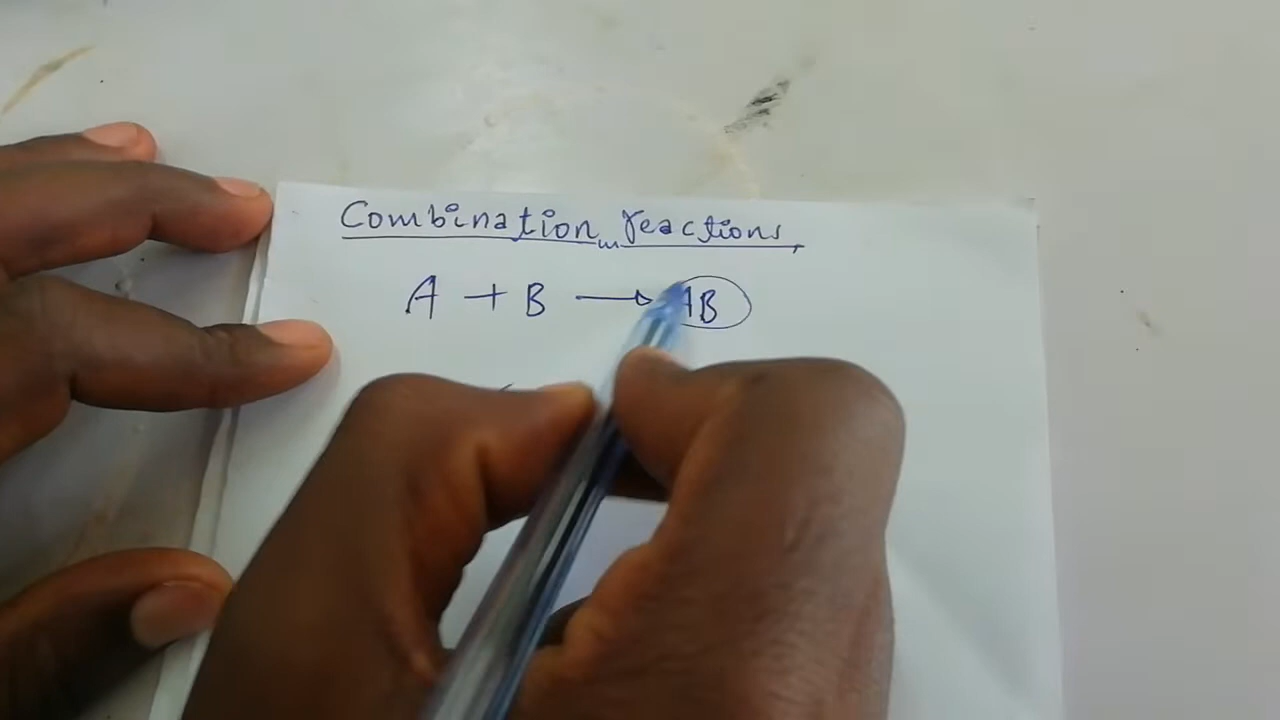 Combination reactions,
A + B → AB